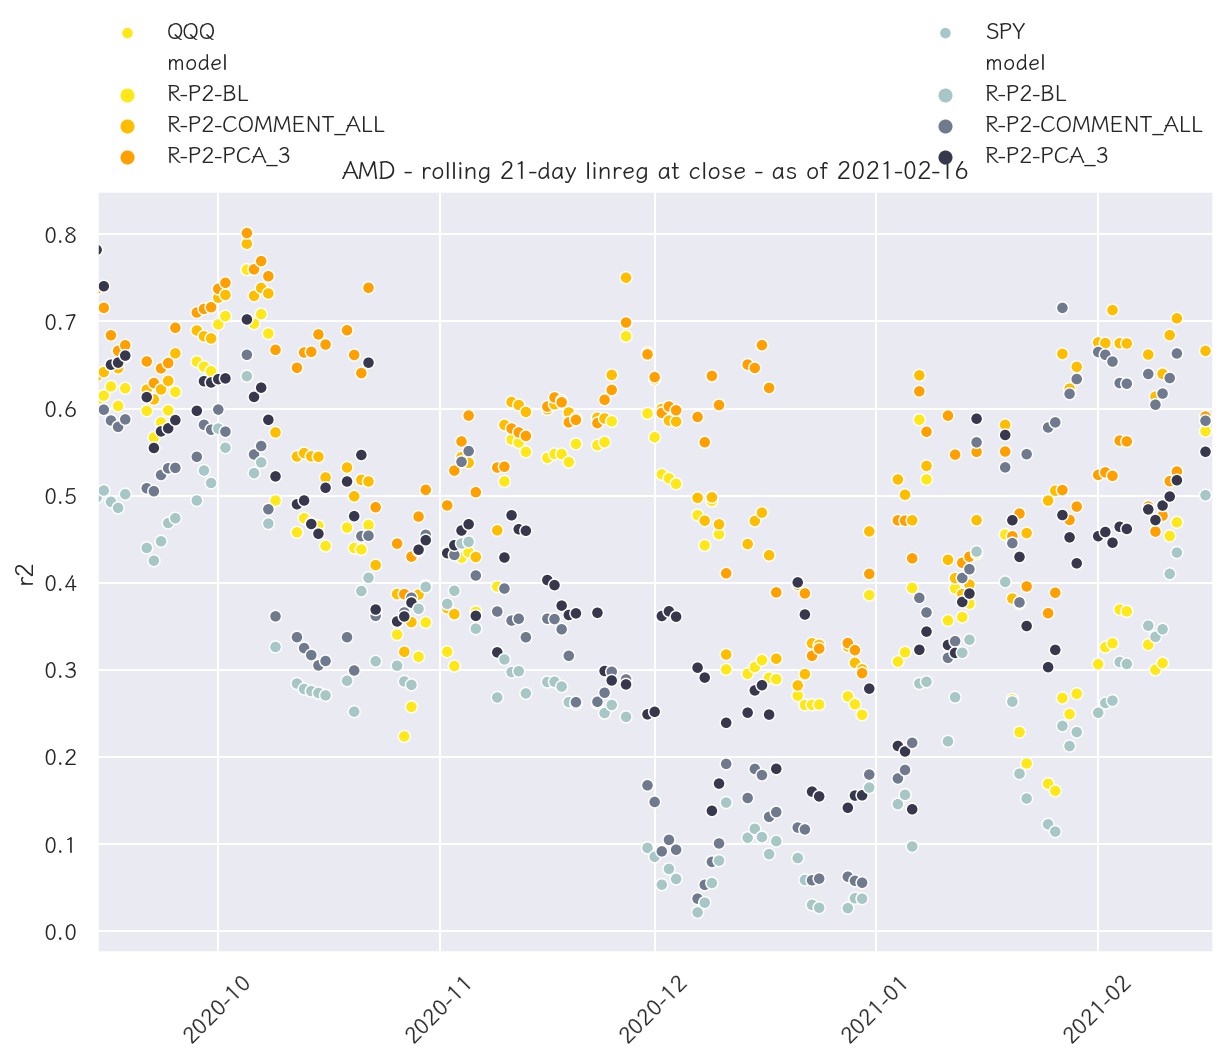 QQQ
model
R-P2-BL
R-P2-COMMENT_ALL
R-P2-PCA_3
SPY
model
R-P2-BL
R-P2-COMMENT_ALL
R-P2-PCA_3
AMD - rolling 21-day linreg at close - as of 2021-02-16
0.8
0.7
0.6
0.5
0.4
0.3
0.2
0.1
0.0
r2
2020-10
2020-11
2020-12
2021-01
2021-02